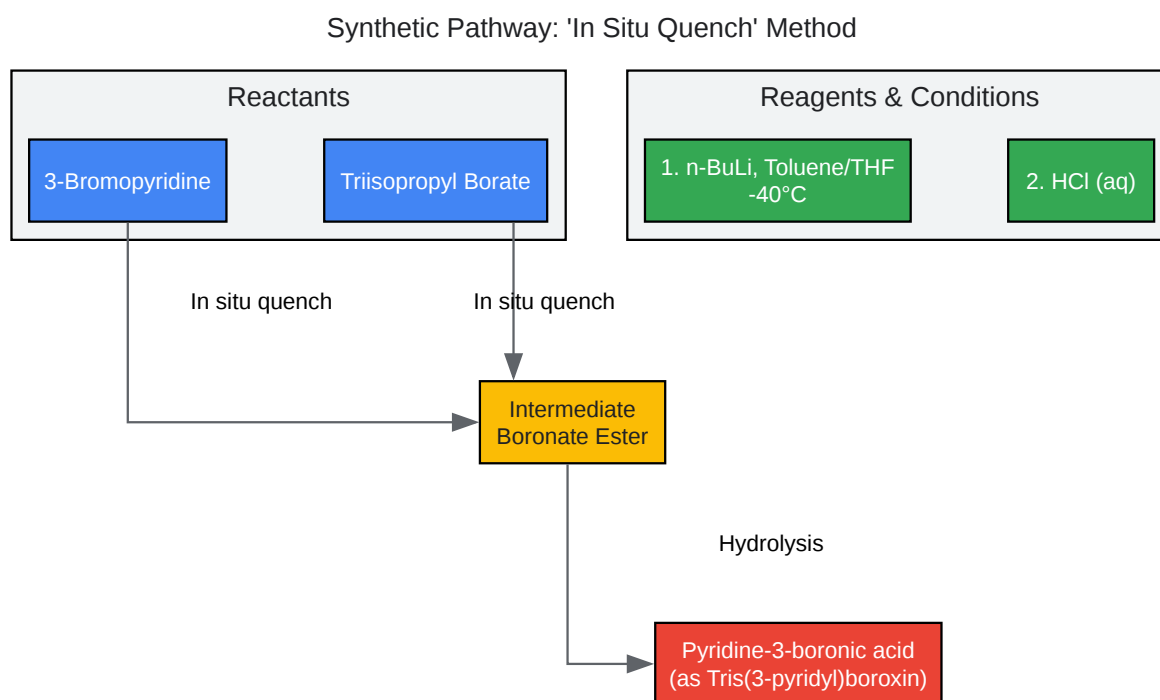 Synthetic Pathway: 'In Situ Quench' Method
Reactants
Reagents & Conditions
3-Bromopyridine
Triisopropyl Borate
1. n-BuLi, Toluene/THF
-40°C
2. HCl (aq)
In situ quench
In situ quench
Intermediate
Boronate Ester
Hydrolysis
Pyridine-3-boronic acid
(as Tris(3-pyridyl)boroxin)